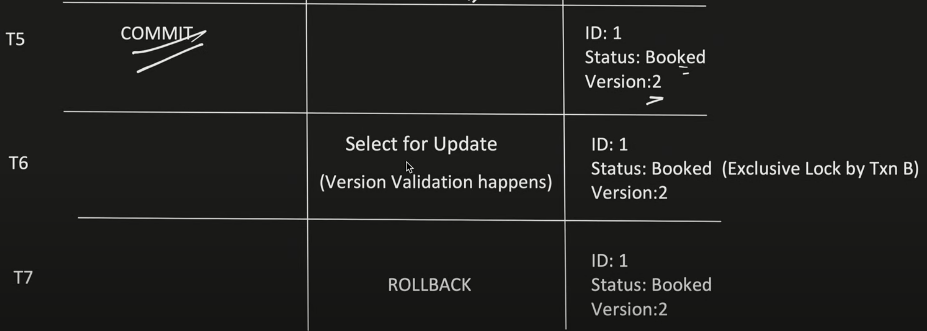 T5
COMMIT
ID: 1
Status: Booked
Version:2
T6
Select for Update
(Version Validation happens)
ID: 1
Status: Booked (Exclusive Lock by Txn B)
Version:2
T7
ROLLBACK
ID: 1
Status: Booked
Version:2